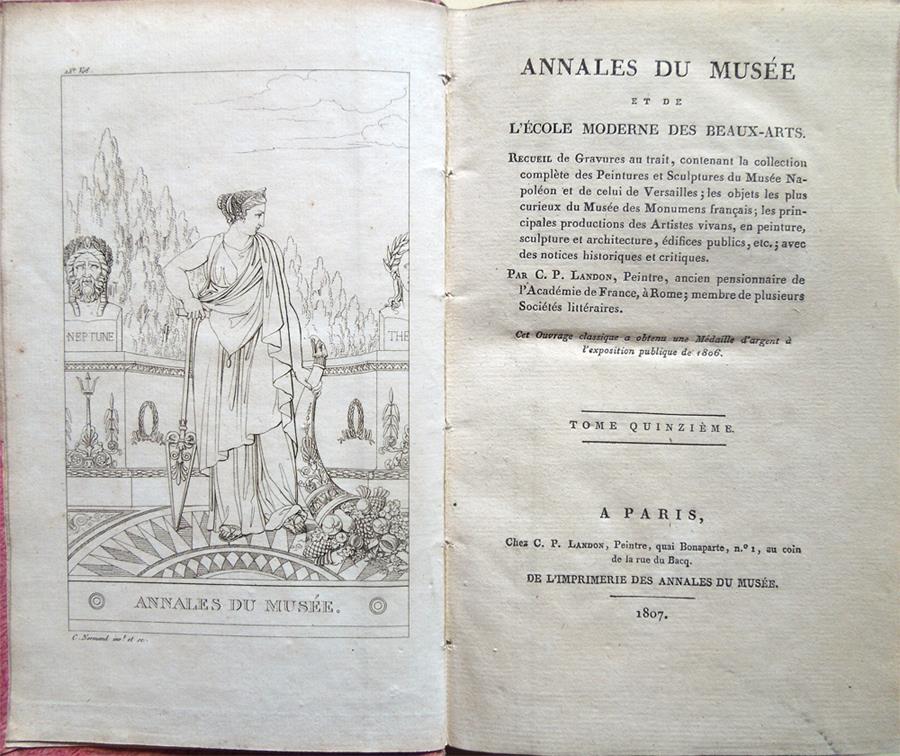 15.e Vol.
NEPTUNE
THE
ANNALES DU MUSÉE.
C. Normand inv.t et sc.
ANNALES DU MUSÉE
ET DE
L'ÉCOLE MODERNE DES BEAUX-ARTS.
RECUEIL de Gravures au trait, contenant la collection
complète des Peintures et Sculptures du Musée Na-
poléon et de celui de Versailles; les objets les plus
curieux du Musée des Monumens français; les prin-
cipales productions des Artistes vivans, en peinture,
sculpture et architecture, édifices publics, etc.; avec
des notices historiques et critiques.
PAR C. P. LANDON, Peintre, ancien pensionnaire de
l'Académie de France, à Rome; membre de plusieurs
Sociétés littéraires.
Cet Ouvrage classique a obtenu une Médaille d'argent à
l'exposition publique de 1806.
TOME QUINZIÈME.
A PARIS,
Chez C. P. LANDON, Peintre, quai Bonaparte, n.º 1, au coin
de la rue du Bacq.
DE L'IMPRIMERIE DES ANNALES DU MUSÉE.
1807.